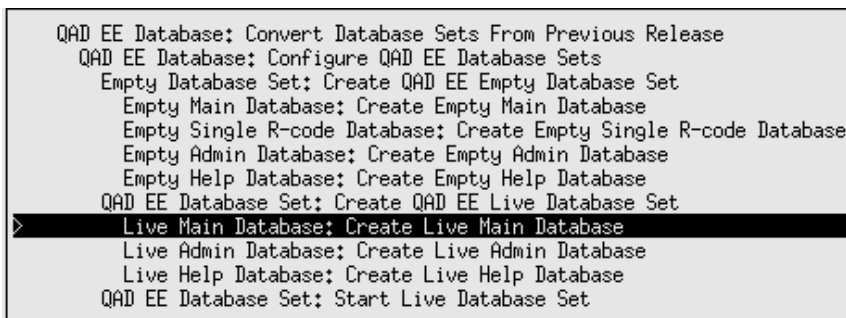 QAD EE Database: Convert Database Sets From Previous Release
QAD EE Database: Configure QAD EE Database Sets
Empty Database Set: Create QAD EE Empty Database Set
Empty Main Database: Create Empty Main Database
Empty Single R-code Database: Create Empty Single R-code Database
Empty Admin Database: Create Empty Admin Database
Empty Help Database: Create Empty Help Database
QAD EE Database Set: Create QAD EE Live Database Set
Live Main Database: Create Live Main Database
Live Admin Database: Create Live Admin Database
Live Help Database: Create Live Help Database
QAD EE Database Set: Start Live Database Set